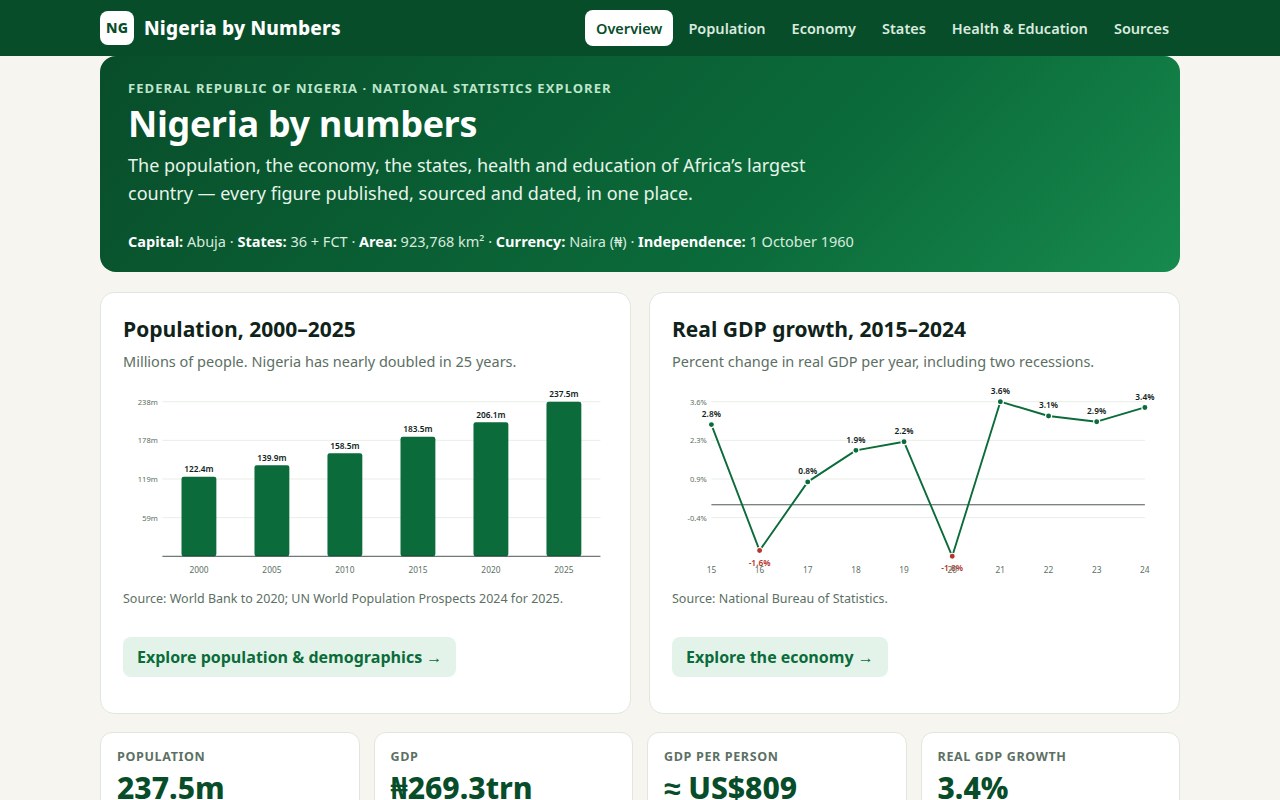 NG Nigeria by Numbers
Overview Population Economy States Health & Education Sources
FEDERAL REPUBLIC OF NIGERIA · NATIONAL STATISTICS EXPLORER
Nigeria by numbers
The population, the economy, the states, health and education of Africa’s largest
country — every figure published, sourced and dated, in one place.
Capital: Abuja · States: 36 + FCT · Area: 923,768 km² · Currency: Naira (₦) · Independence: 1 October 1960
Population, 2000–2025
Millions of people. Nigeria has nearly doubled in 25 years.
237.5m
238m
206.1m
183.5m
178m
158.5m
139.9m
122.4m
119m
59m
2000 2005 2010 2015 2020 2025
Source: World Bank to 2020; UN World Population Prospects 2024 for 2025.
Explore population & demographics →
Real GDP growth, 2015–2024
Percent change in real GDP per year, including two recessions.
3.6%
3.6%
3.4%
2.8%
3.1%
2.9%
2.2%
2.3%
1.9%
0.8%
0.9%
-0.4%
-1.6%
-1.8%
15 16 17 18 19 20 21 22 23 24
Source: National Bureau of Statistics.
Explore the economy →
POPULATION
237.5m
GDP
₦269.3trn
GDP PER PERSON
≈ US$809
REAL GDP GROWTH
3.4%